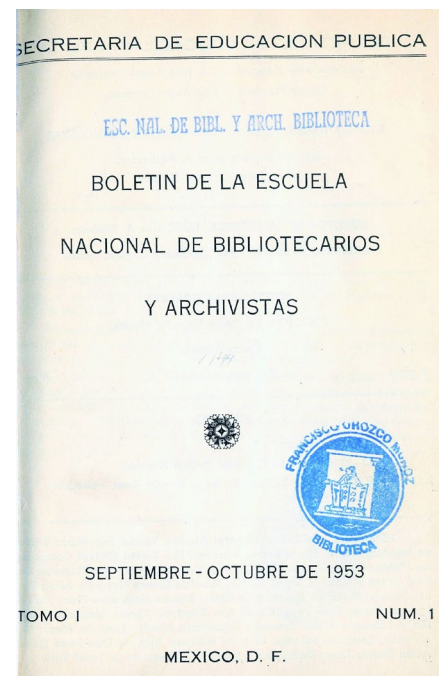 SECRETARIA DE EDUCACION PUBLICA
ESC. NAL. DE BIBL. Y ARCH. BIBLIOTECA
BOLETIN DE LA ESCUELA
NACIONAL DE BIBLIOTECARIOS
Y ARCHIVISTAS
FRANCISCO OROZCO MUÑOZ
BIBLIOTECA
SEPTIEMBRE - OCTUBRE DE 1953
TOMO I NUM. 1
MEXICO, D. F.